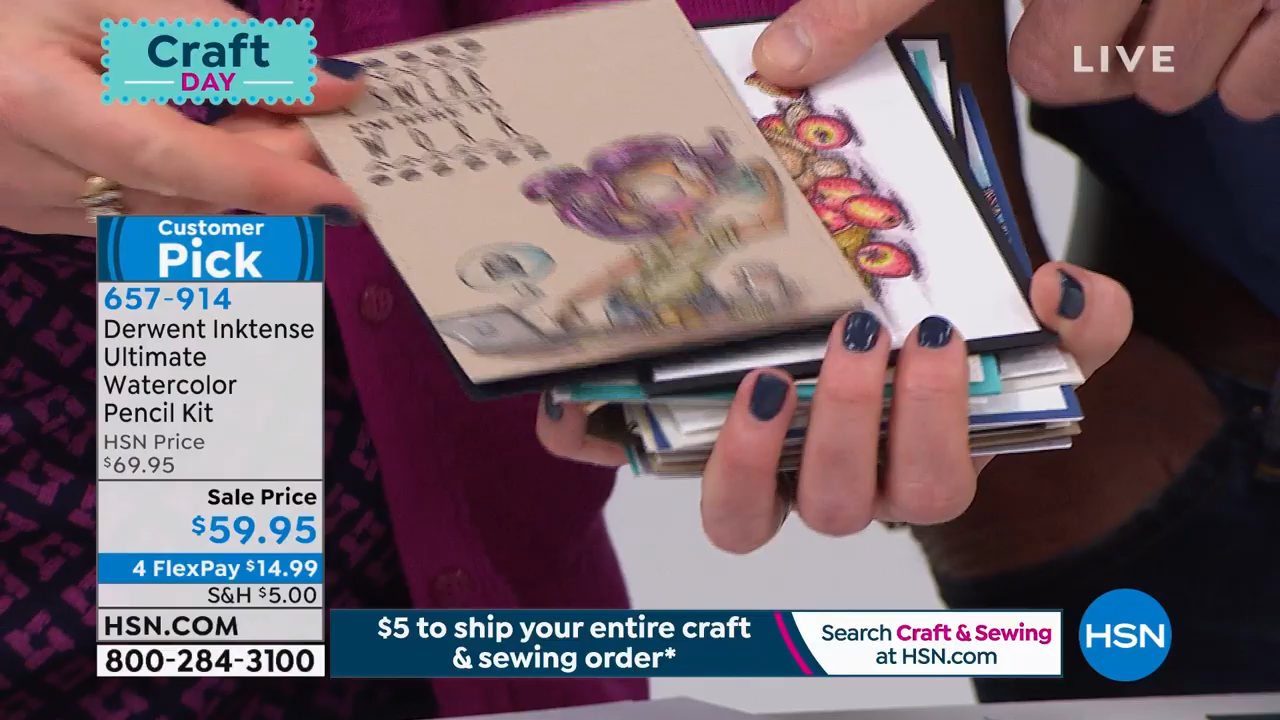 Craft
DAY
LIVE
Customer
Pick
657-914
Derwent Inktense
Ultimate
Watercolor
Pencil Kit
HSN Price
$69.95
Sale Price
$59.95
4 FlexPay $14.99
S&H $5.00
HSN.COM
800-284-3100
$5 to ship your entire craft
& sewing order*
Search Craft & Sewing
at HSN.com
HSN